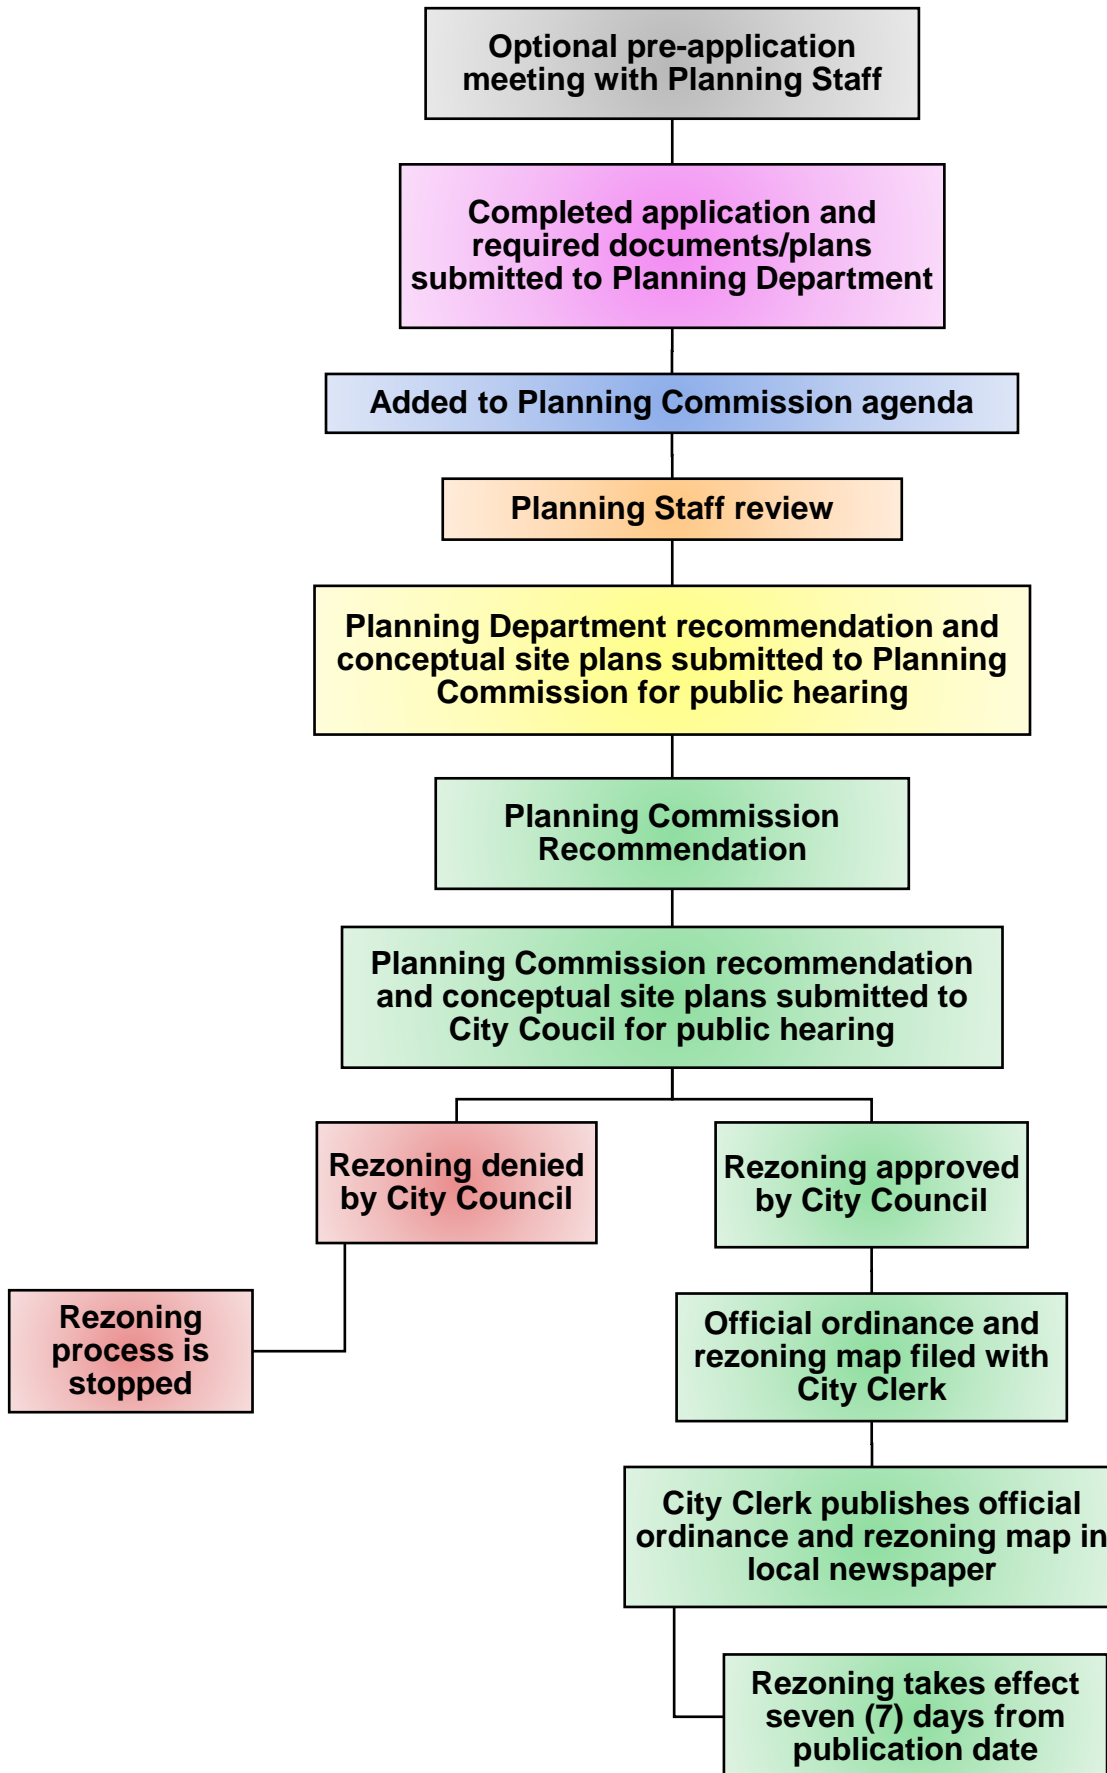 Optional pre-application
meeting with Planning Staff
Completed application and
required documents/plans
submitted to Planning Department
Added to Planning Commission agenda
Planning Staff review
Planning Department recommendation and
conceptual site plans submitted to Planning
Commission for public hearing
Planning Commission
Recommendation
Planning Commission recommendation
and conceptual site plans submitted to
City Coucil for public hearing
Rezoning denied
by City Council
Rezoning approved
by City Council
Rezoning
process is
stopped
Official ordinance and
rezoning map filed with
City Clerk
City Clerk publishes official
ordinance and rezoning map in
local newspaper
Rezoning takes effect
seven (7) days from
publication date